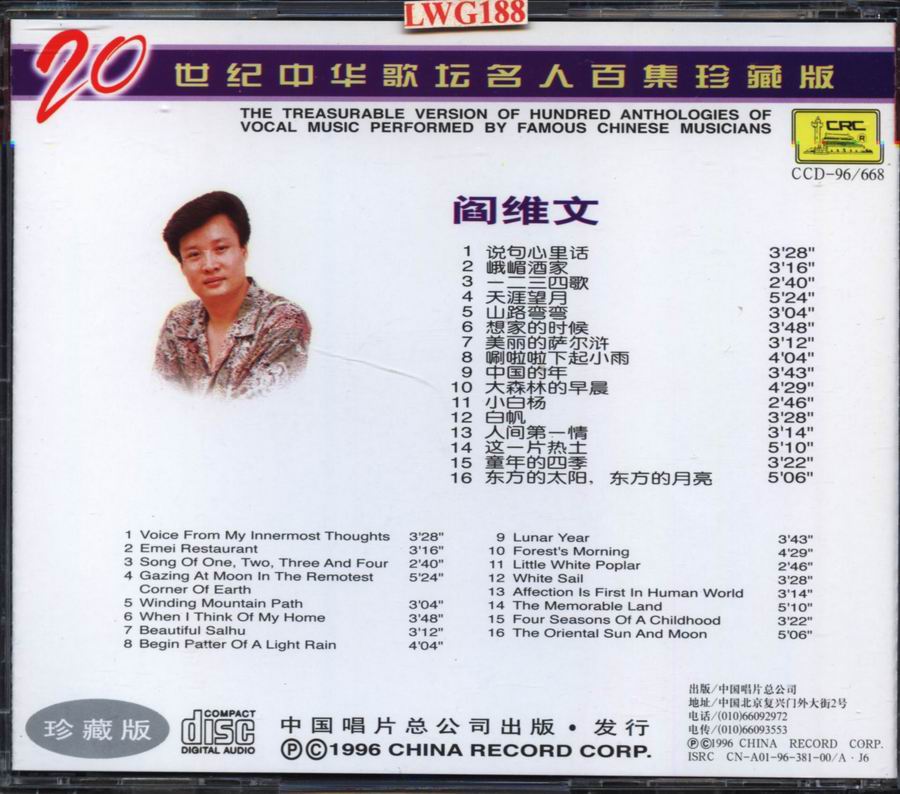 LWG188
20世纪中华歌坛名人百集珍藏版
THE TREASURABLE VERSION OF HUNDRED ANTHOLOGIES OF
VOCAL MUSIC PERFORMED BY FAMOUS CHINESE MUSICIANS
CRC
®
CCD-96/668
阎维文
1 说句心里话 3'28"
2 峨嵋酒家 3'16"
3 一二三四歌 2'40"
4 天涯望月 5'24"
5 山路弯弯 3'04"
6 想家的时候 3'48"
7 美丽的萨尔浒 3'12"
8 唰啦啦下起小雨 4'04"
9 中国的年 3'43"
10 大森林的早晨 4'29"
11 小白杨 2'46"
12 白帆 3'28"
13 人间第一情 3'14"
14 这一片热土 5'10"
15 童年的四季 3'22"
16 东方的太阳，东方的月亮 5'06"
1 Voice From My Innermost Thoughts 3'28"
2 Emei Restaurant 3'16"
3 Song Of One, Two, Three And Four 2'40"
4 Gazing At Moon In The Remotest 5'24"
Corner Of Earth
5 Winding Mountain Path 3'04"
6 When I Think Of My Home 3'48"
7 Beautiful Salhu 3'12"
8 Begin Patter Of A Light Rain 4'04"
9 Lunar Year 3'43"
10 Forest's Morning 4'29"
11 Little White Poplar 2'46"
12 White Sail 3'28"
13 Affection Is First In Human World 3'14"
14 The Memorable Land 5'10"
15 Four Seasons Of A Childhood 3'22"
16 The Oriental Sun And Moon 5'06"
珍藏版
COMPACT
disc
DIGITAL AUDIO
中国唱片总公司出版・发行
Ⓟ©1996 CHINA RECORD CORP.
出版/中国唱片总公司
地址/中国北京复兴门外大街2号
电话/(010)66092972
电传/(010)66093553
Ⓟ©1996 CHINA RECORD CORP.
ISRC CN-A01-96-381-00/A·J6